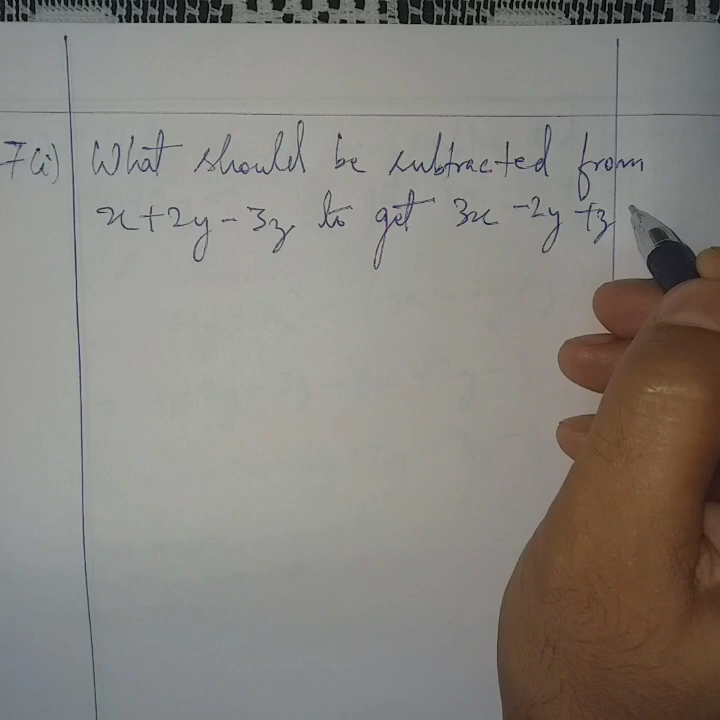 7(i) What should be subtracted from
x+2y-3z to get 3x-2y+z